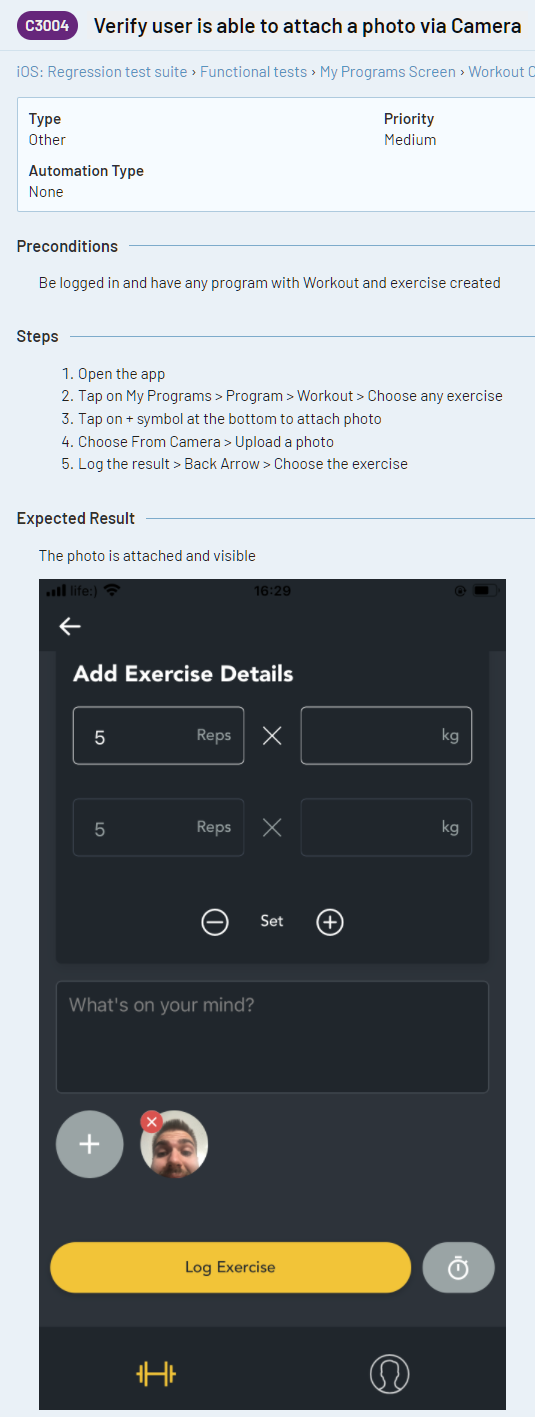 C3004 Verify user is able to attach a photo via Camera
iOS: Regression test suite › Functional tests › My Programs Screen › Workout C
Type Priority
Other Medium
Automation Type
None
Preconditions
Be logged in and have any program with Workout and exercise created
Steps
1. Open the app
2. Tap on My Programs > Program > Workout > Choose any exercise
3. Tap on + symbol at the bottom to attach photo
4. Choose From Camera > Upload a photo
5. Log the result > Back Arrow > Choose the exercise
Expected Result
The photo is attached and visible
life:) 16:29
Add Exercise Details
5 Reps × kg
5 Reps × kg
Set
What's on your mind?
Log Exercise